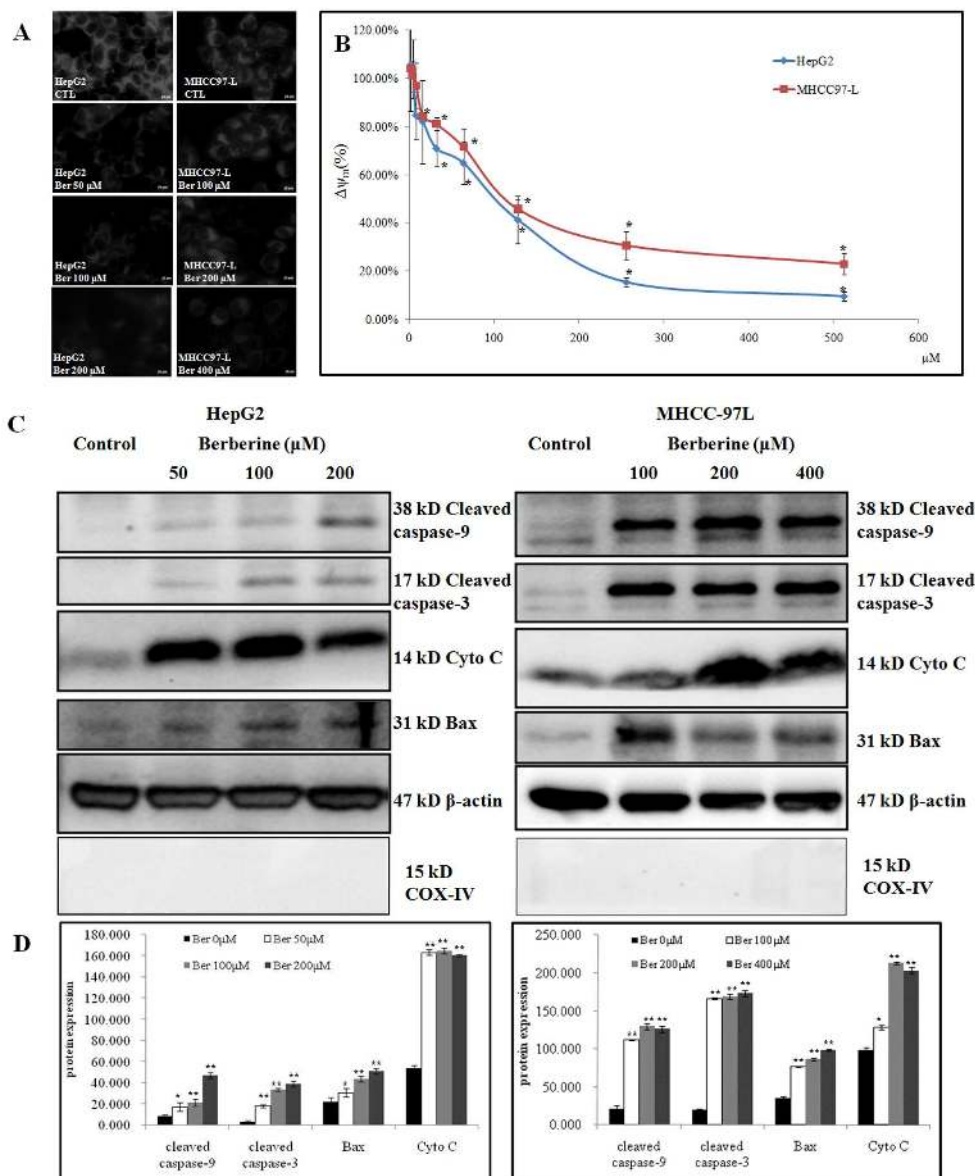 A
HepG2
CTL
MHCC97-L
CTL
HepG2
Ber 50 μM
MHCC97-L
Ber 100 μM
HepG2
Ber 100 μM
MHCC97-L
Ber 200 μM
HepG2
Ber 200 μM
MHCC97-L
Ber 400 μM
B
HepG2
MHCC97-L
120.00%
100.00%
80.00%
60.00%
40.00%
20.00%
0.00%
Δψm(%)
0 100 200 300 400 500 600
μM
* * * * * * * * * * *
C
HepG2
Control Berberine (μM)
50 100 200
38 kD Cleaved
caspase-9
17 kD Cleaved
caspase-3
14 kD Cyto C
31 kD Bax
47 kD β-actin
15 kD
COX-IV
MHCC-97L
Control Berberine (μM)
100 200 400
38 kD Cleaved
caspase-9
17 kD Cleaved
caspase-3
14 kD Cyto C
31 kD Bax
47 kD β-actin
15 kD
COX-IV
D
protein expression
180.000
160.000
140.000
120.000
100.000
80.000
60.000
40.000
20.000
0.000
Ber 0μM Ber 50μM
Ber 100μM Ber 200μM
** ** **
* ** **
** ** **
* ** **
cleaved
caspase-9
cleaved
caspase-3
Bax
Cyto C
protein expression
250.000
200.000
150.000
100.000
50.000
0.000
Ber 0μM Ber 100μM
Ber 200μM Ber 400μM
** ** **
** ** **
** ** **
* ** **
cleaved
caspase-9
cleaved
caspase-3
Bax
Cyto C